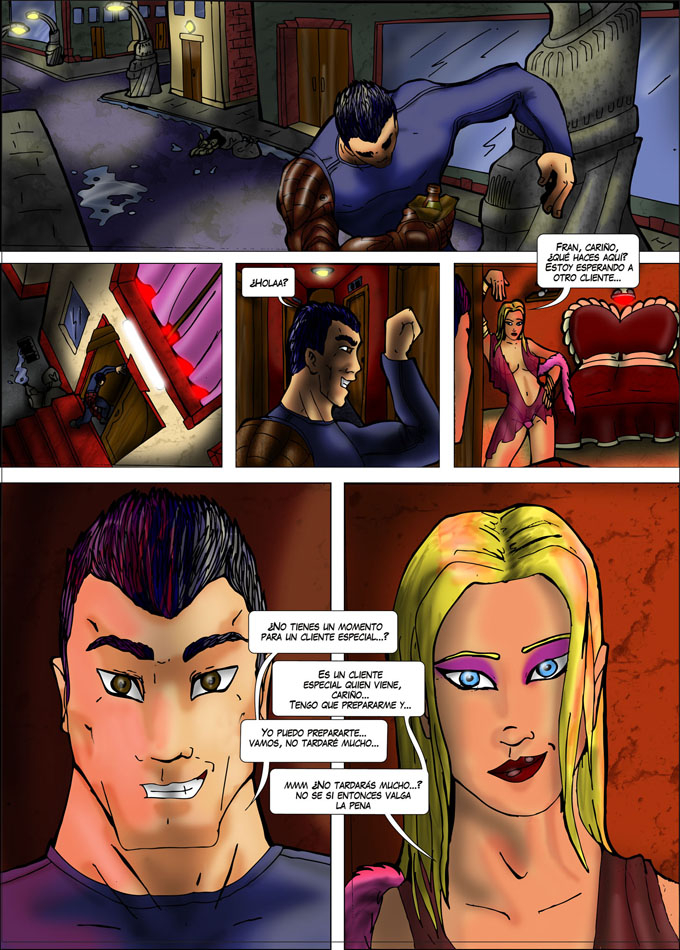 ¿Holaa?
Fran, cariño,
¿qué haces aquí?
Estoy esperando a
otro cliente...
¿No tienes un momento
para un cliente especial...?
Es un cliente
especial quien viene,
cariño...
Tengo que prepararme y...
Yo puedo prepararte...
vamos, no tardaré mucho...
mmm ¿No tardarás mucho...?
no se si entonces valga
la pena